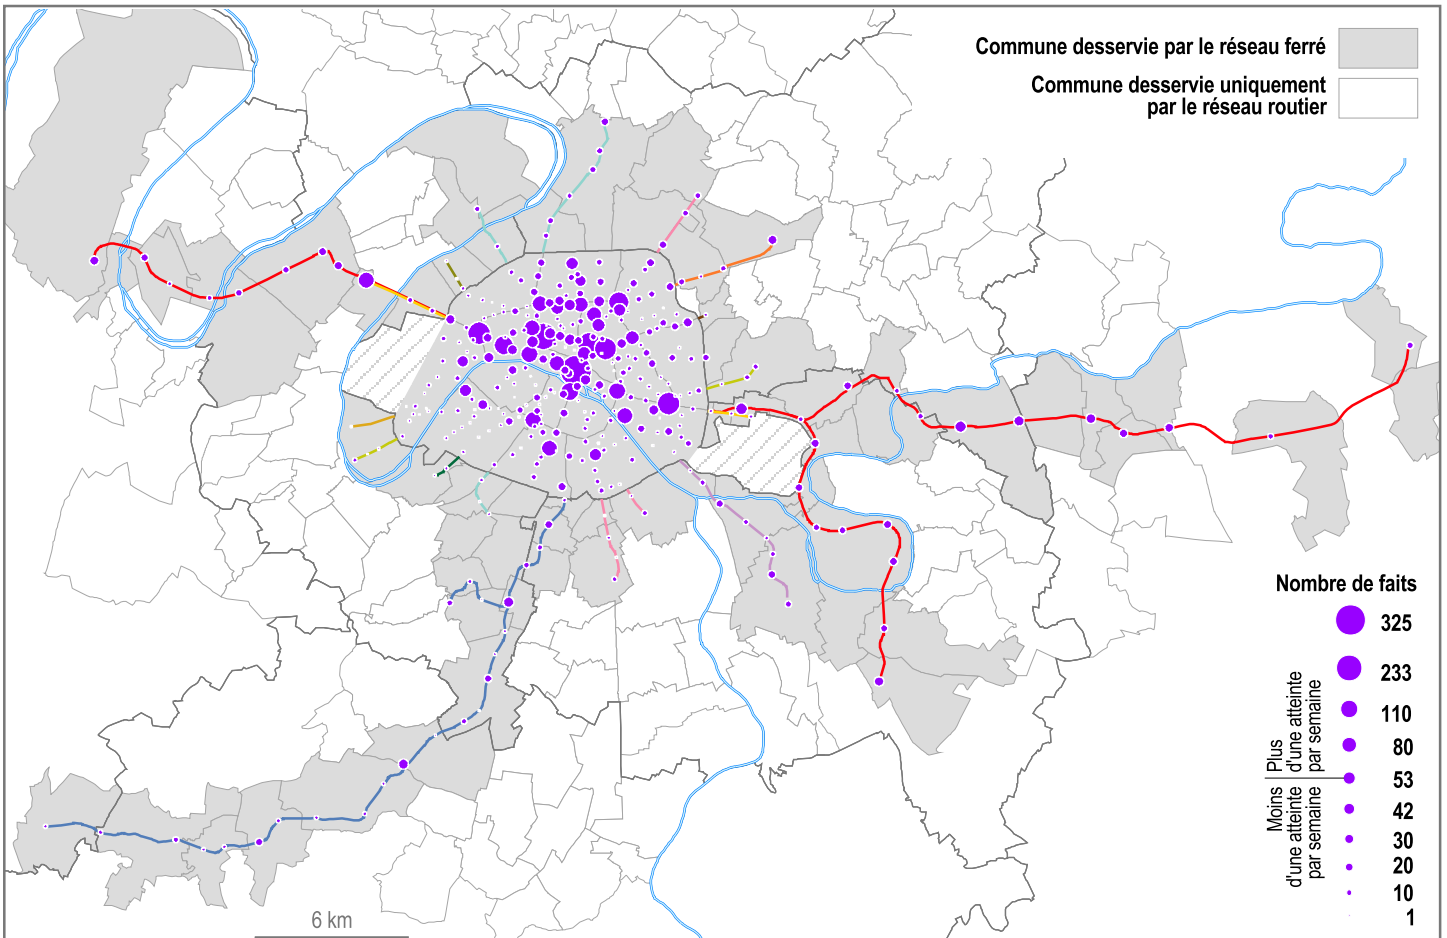 Commune desservie par le réseau ferré
Commune desservie uniquement
par le réseau routier
Nombre de faits
325
233
110
80
53
42
30
20
10
1
Plus
d'une atteinte
par semaine
Moins
d'une atteinte
par semaine
6 km